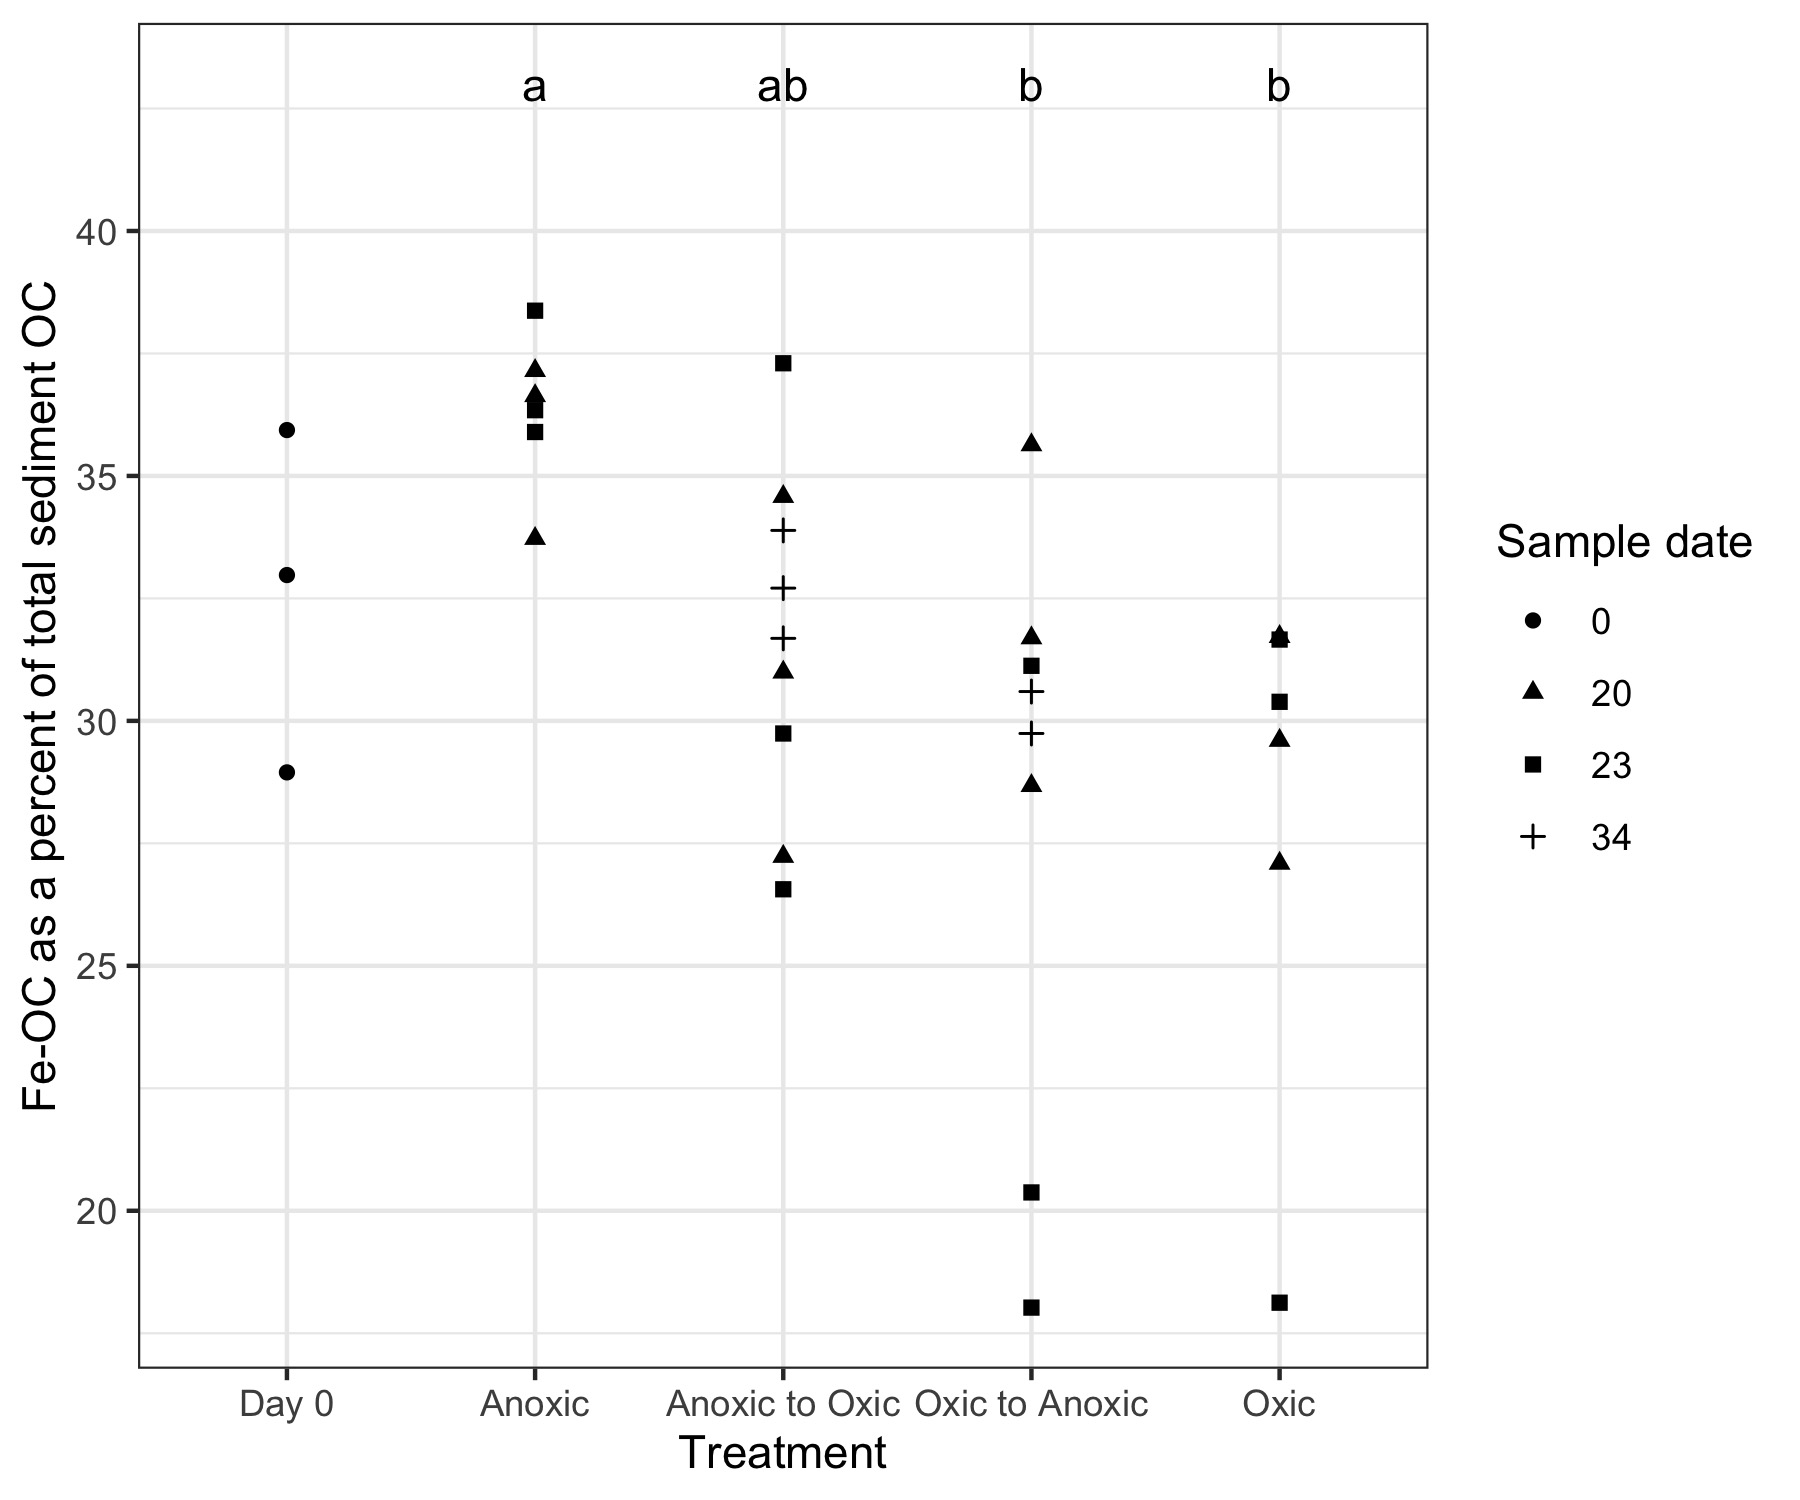 a
ab
b
b
Fe-OC as a percent of total sediment OC
40
35
30
25
20
Day 0
Anoxic
Anoxic to Oxic
Oxic to Anoxic
Oxic
Treatment
Sample date
0
20
23
34